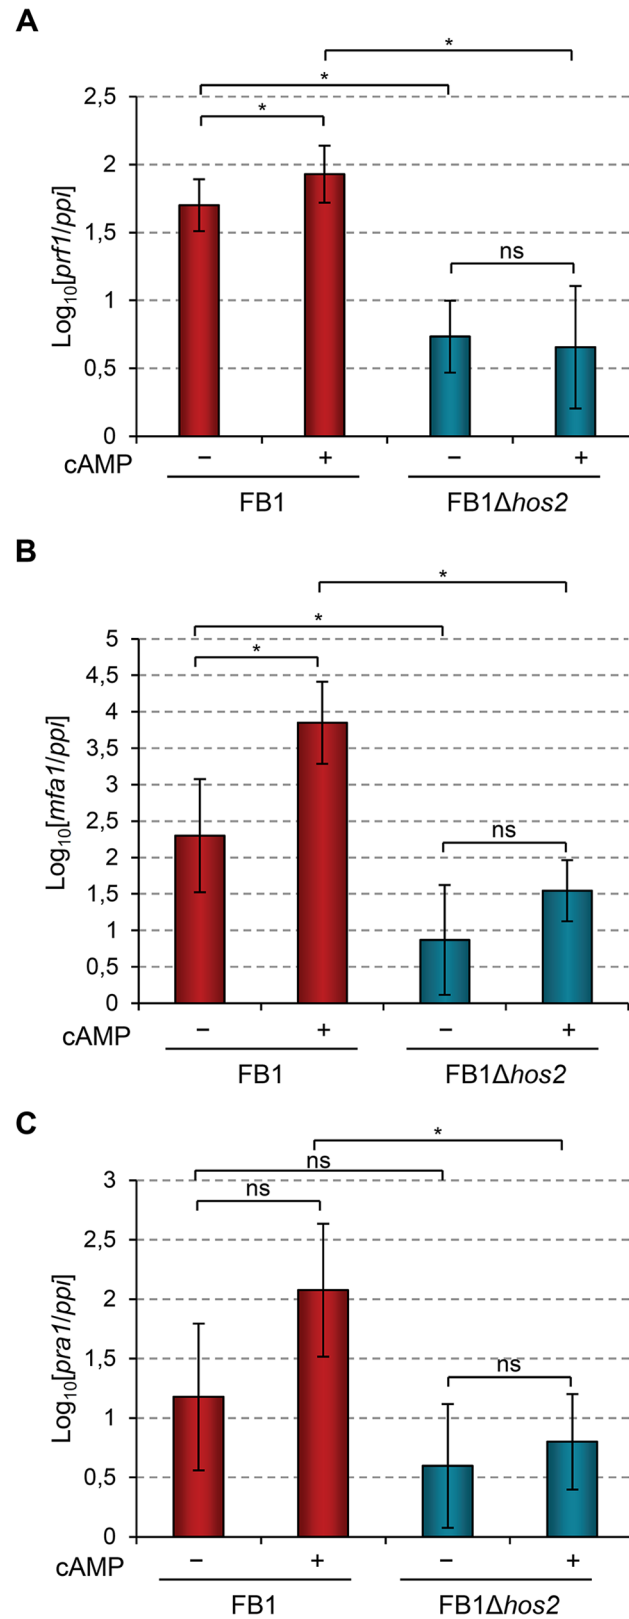 A
*
*
*
2,5
2
1,5
1
0,5
0
Log10[prf1/ppi]
ns
cAMP − + − +
FB1 FB1Δhos2
B
*
*
*
5
4,5
4
3,5
3
2,5
2
1,5
1
0,5
0
Log10[mfa1/ppi]
ns
cAMP − + − +
FB1 FB1Δhos2
C
*
ns
ns
3
2,5
2
1,5
1
0,5
0
Log10[pra1/ppi]
ns
cAMP − + − +
FB1 FB1Δhos2